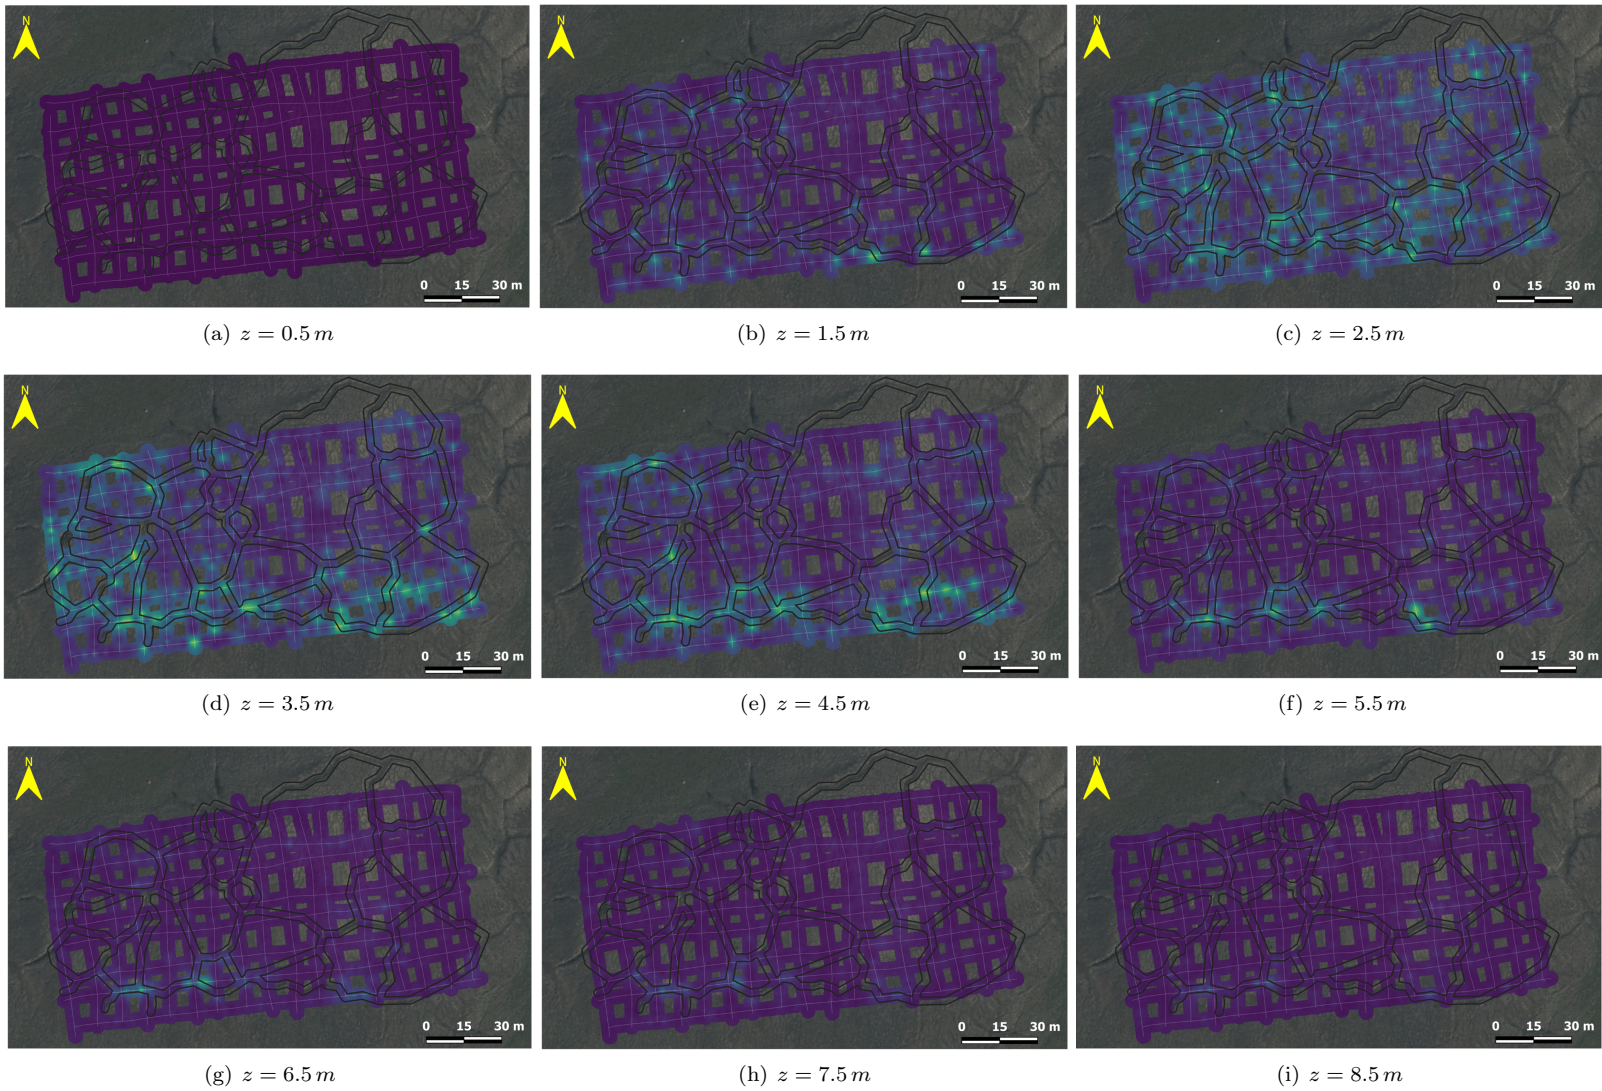 N N N
0 15 30 m 0 15 30 m 0 15 30 m
(a) z = 0.5 m (b) z = 1.5 m (c) z = 2.5 m
N N N
0 15 30 m 0 15 30 m 0 15 30 m
(d) z = 3.5 m (e) z = 4.5 m (f) z = 5.5 m
N N N
0 15 30 m 0 15 30 m 0 15 30 m
(g) z = 6.5 m (h) z = 7.5 m (i) z = 8.5 m